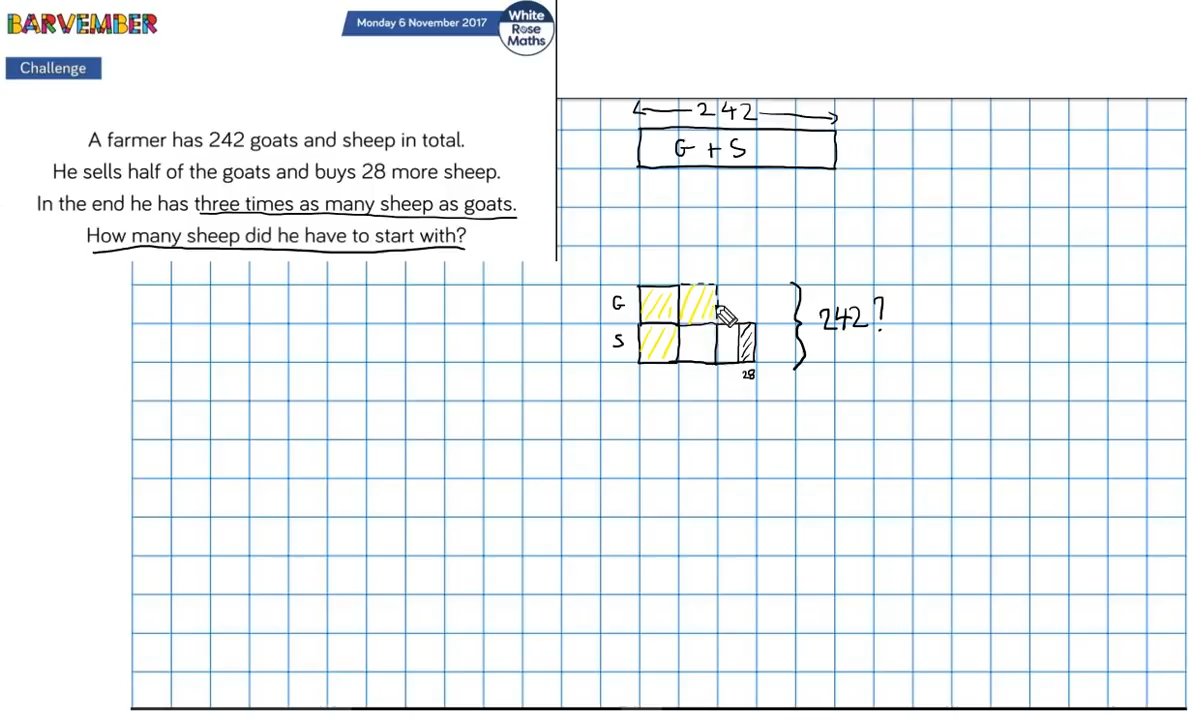 BARVEMBER
Monday 6 November 2017
White
Rose
Maths
Challenge
A farmer has 242 goats and sheep in total.
He sells half of the goats and buys 28 more sheep.
In the end he has three times as many sheep as goats.
How many sheep did he have to start with?
242
G + S
G
S
28
242?